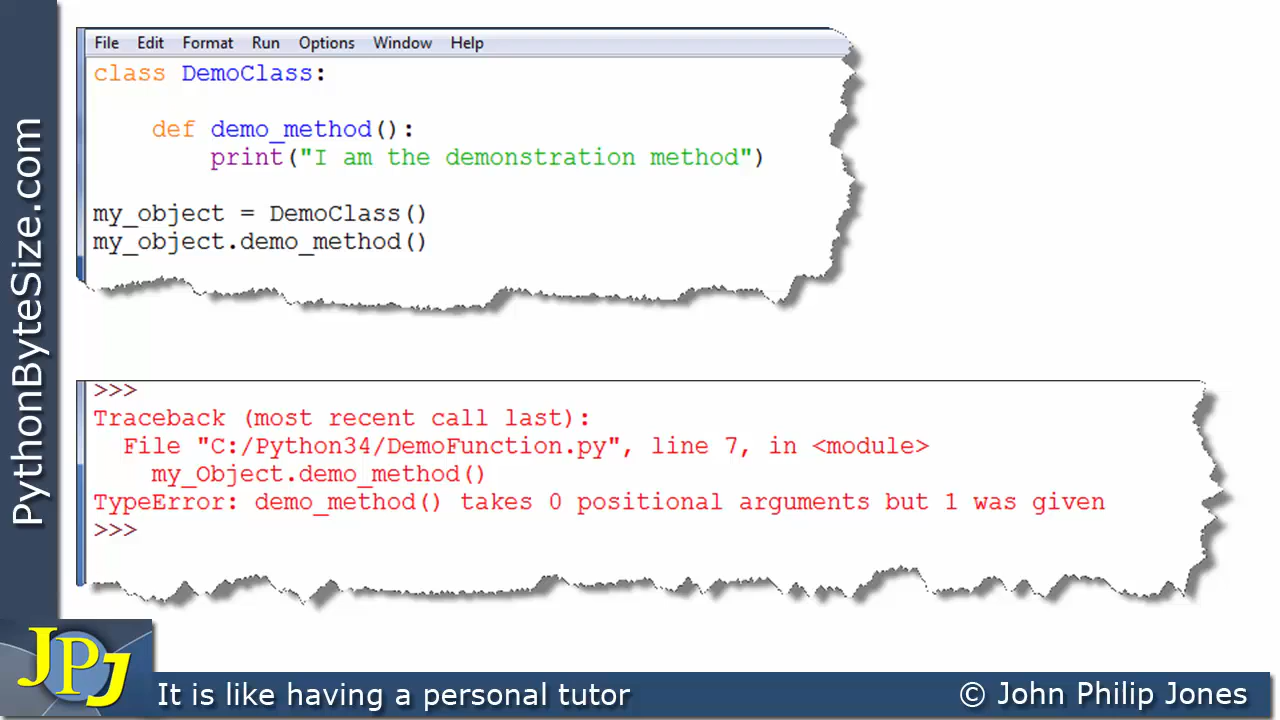 File Edit Format Run Options Window Help
class DemoClass:
def demo_method():
print("I am the demonstration method")
my_object = DemoClass()
my_object.demo_method()
>>>
Traceback (most recent call last):
File "C:/Python34/DemoFunction.py", line 7, in <module>
my_Object.demo_method()
TypeError: demo_method() takes 0 positional arguments but 1 was given
>>>
PythonByteSize.com
JPJ
It is like having a personal tutor
© John Philip Jones